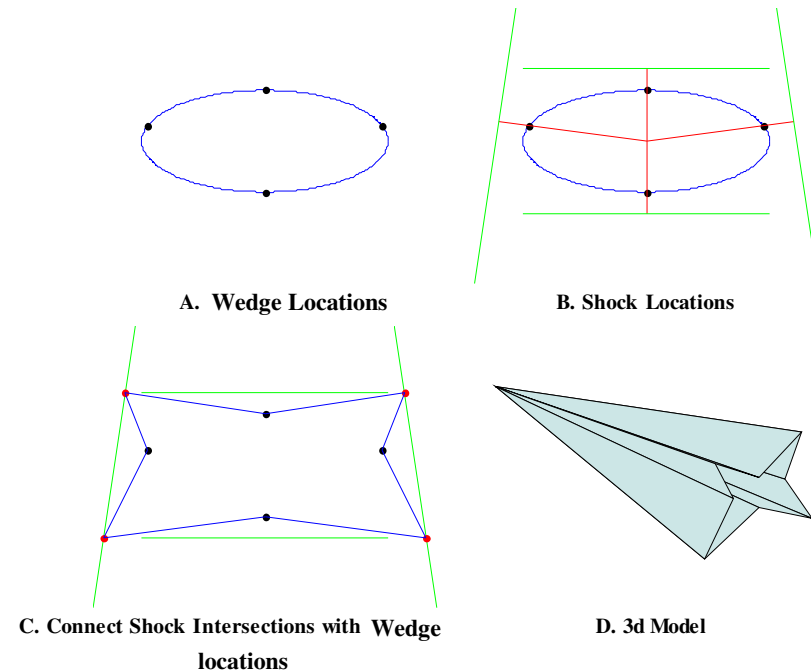 A. Wedge Locations
B. Shock Locations
C. Connect Shock Intersections with Wedge
locations
D. 3d Model